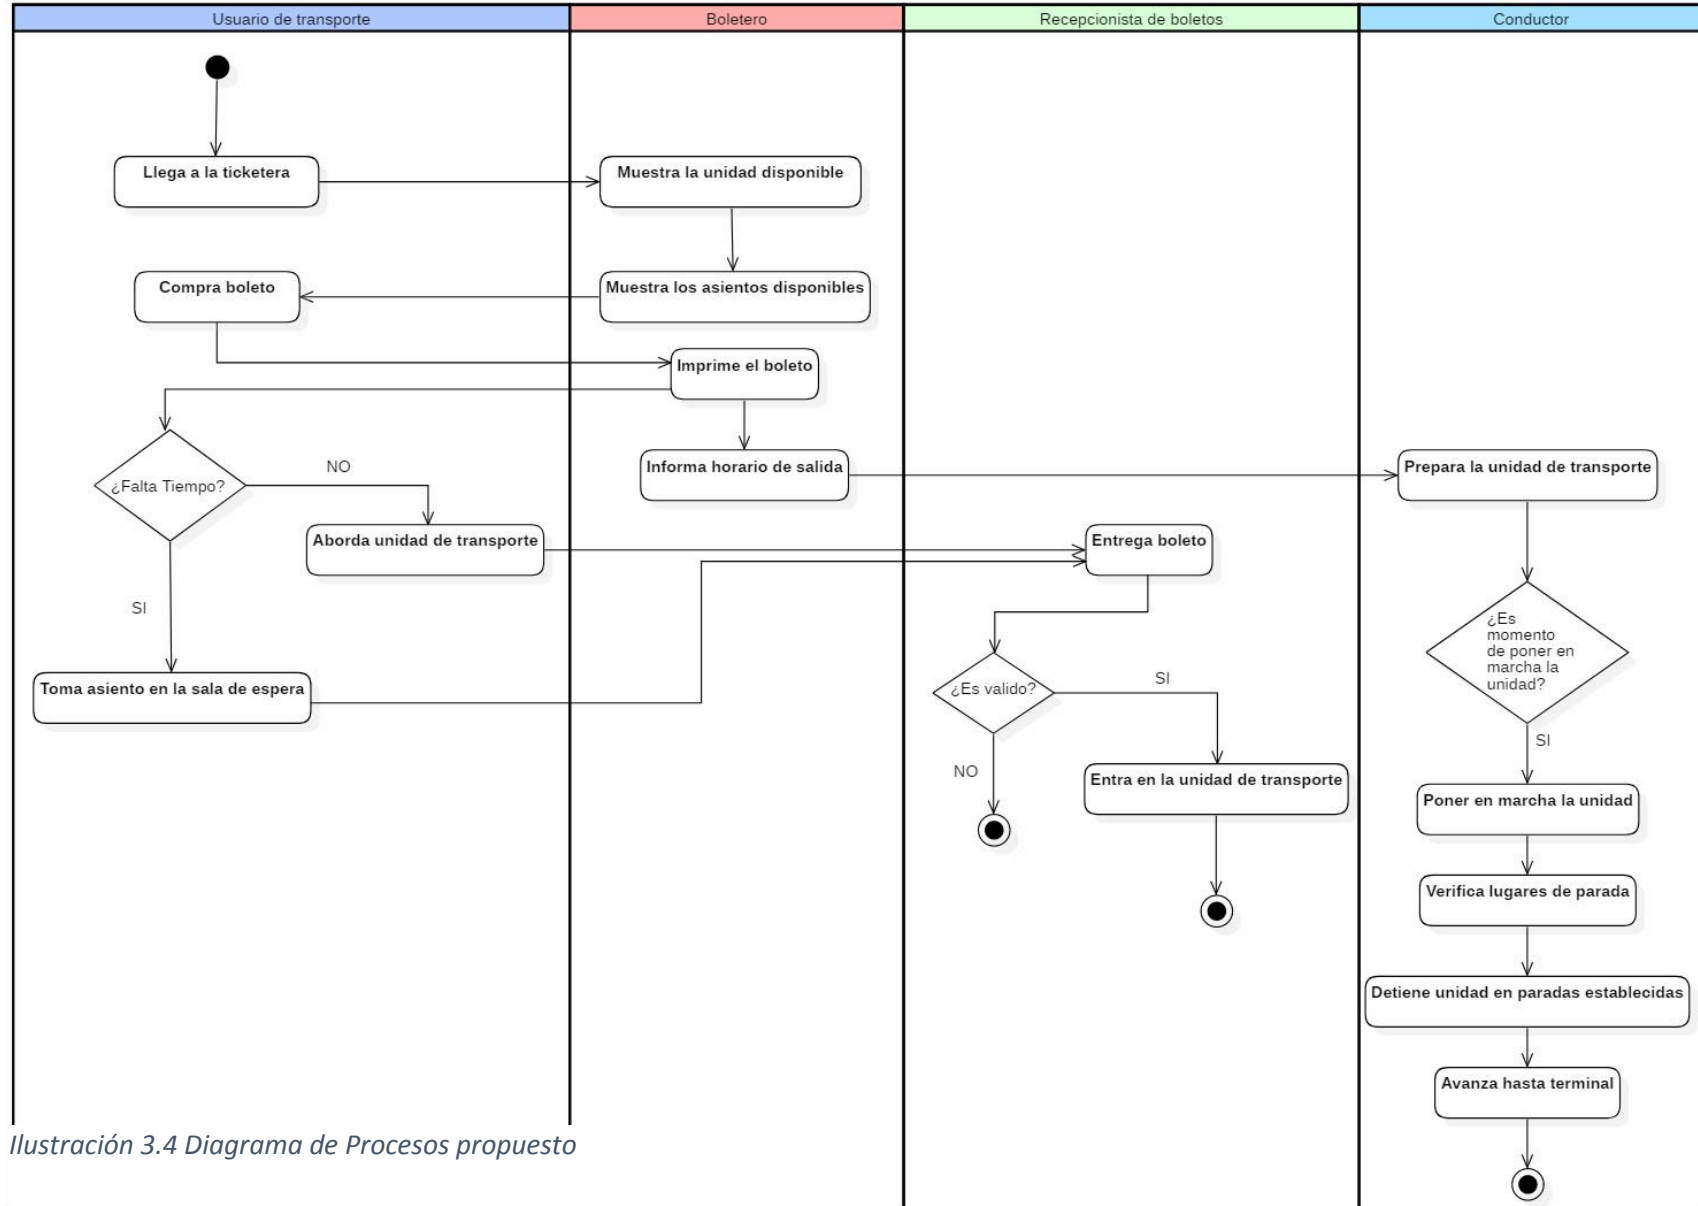 Usuario de transporte
Boletero
Recepcionista de boletos
Conductor
Llega a la ticketera
Muestra la unidad disponible
Compra boleto
Muestra los asientos disponibles
Imprime el boleto
¿Falta Tiempo?
NO
Informa horario de salida
Prepara la unidad de transporte
Aborda unidad de transporte
Entrega boleto
SI
¿Es
momento
de poner en
marcha la
unidad?
Toma asiento en la sala de espera
¿Es valido?
SI
SI
NO
Entra en la unidad de transporte
Poner en marcha la unidad
Verifica lugares de parada
Detiene unidad en paradas establecidas
Avanza hasta terminal
Ilustración 3.4 Diagrama de Procesos propuesto